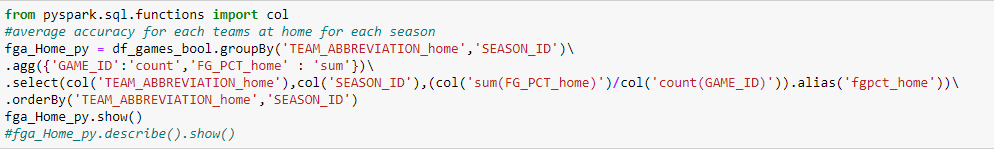 from pyspark.sql.functions import col
#average accuracy for each teams at home for each season
fga_Home_py = df_games_bool.groupBy('TEAM_ABBREVIATION_home','SEASON_ID')\
.agg({'GAME_ID':'count','FG_PCT_home' : 'sum'})\
.select(col('TEAM_ABBREVIATION_home'),col('SEASON_ID'),(col('sum(FG_PCT_home)')/col('count(GAME_ID)')).alias('fgpct_home'))\
.orderBy('TEAM_ABBREVIATION_home','SEASON_ID')
fga_Home_py.show()
#fga_Home_py.describe().show()